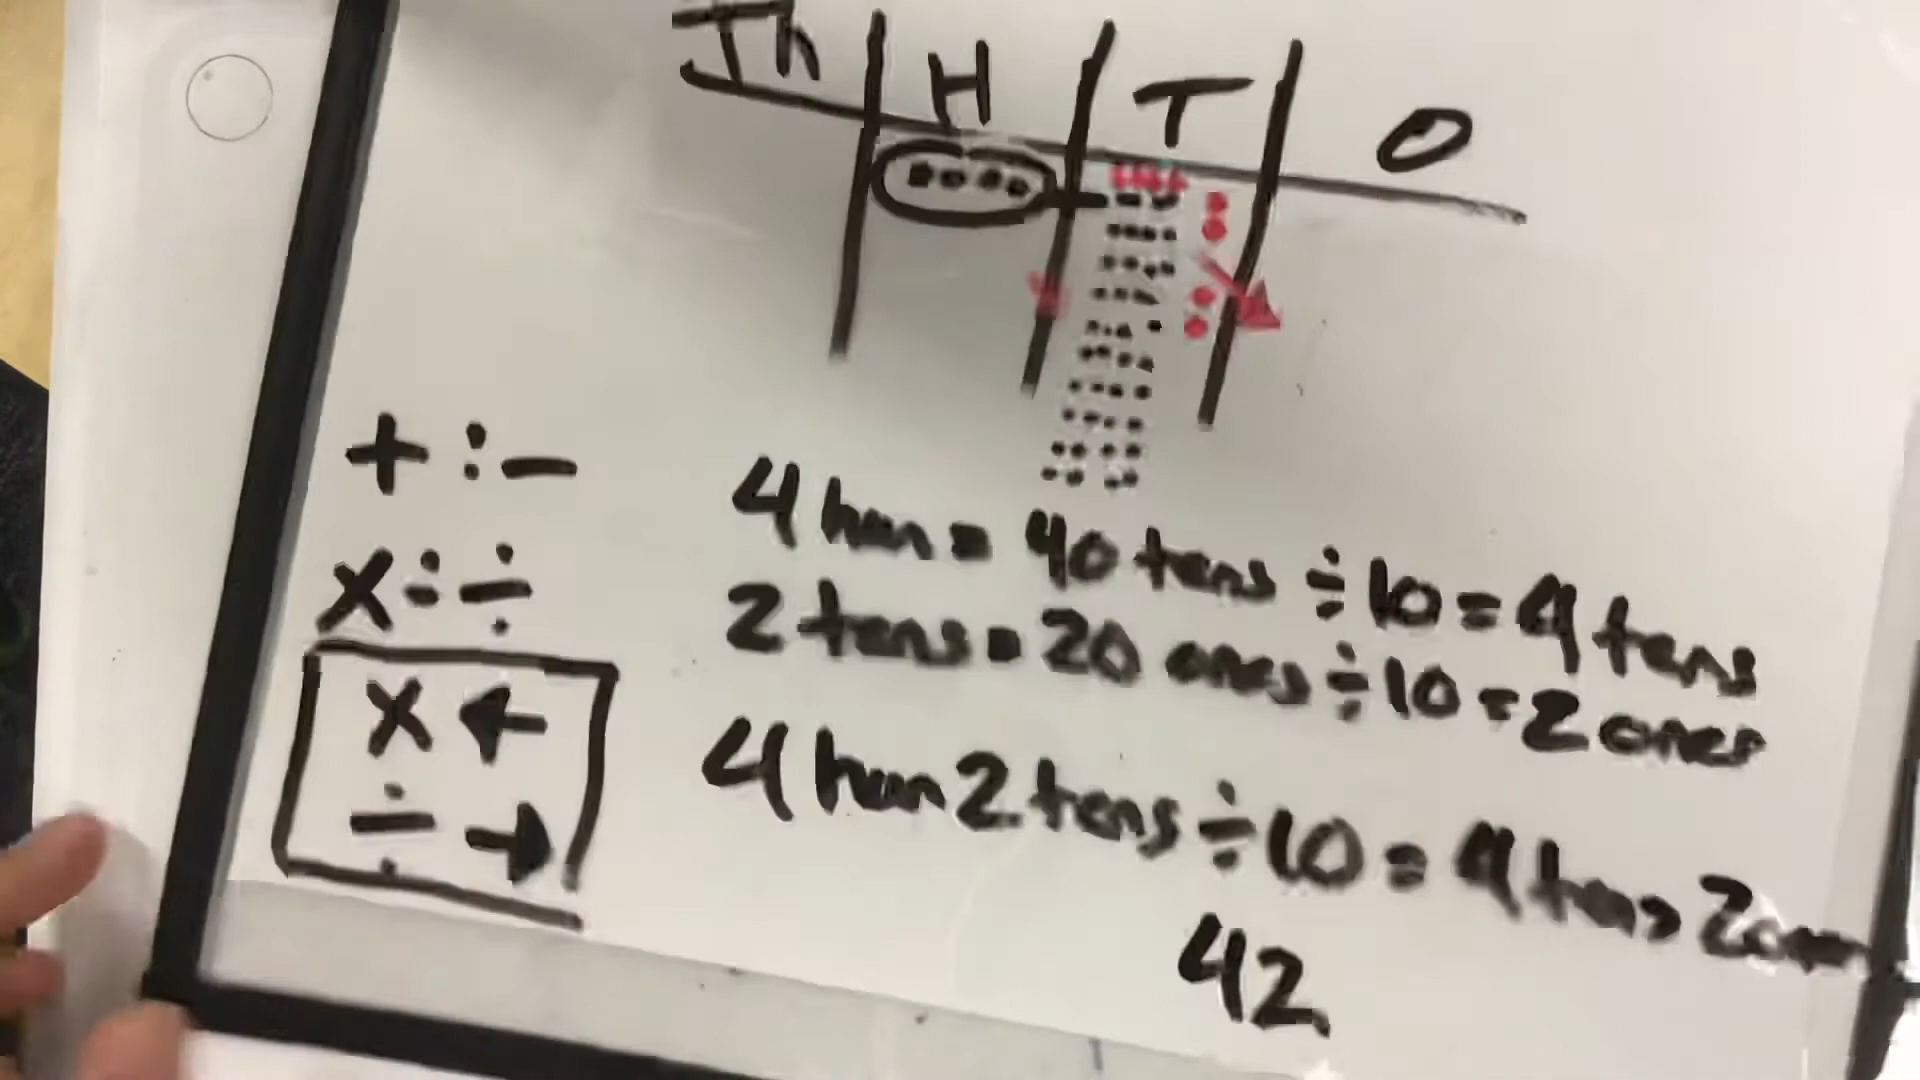 Th H T O
+ : -
x : ÷
x ←
÷ →
4 hun = 40 tens ÷ 10 = 4 tens
2 tens = 20 ones ÷ 10 = 2 ones
4 hun 2 tens ÷ 10 = 4 tens 2 ones
42